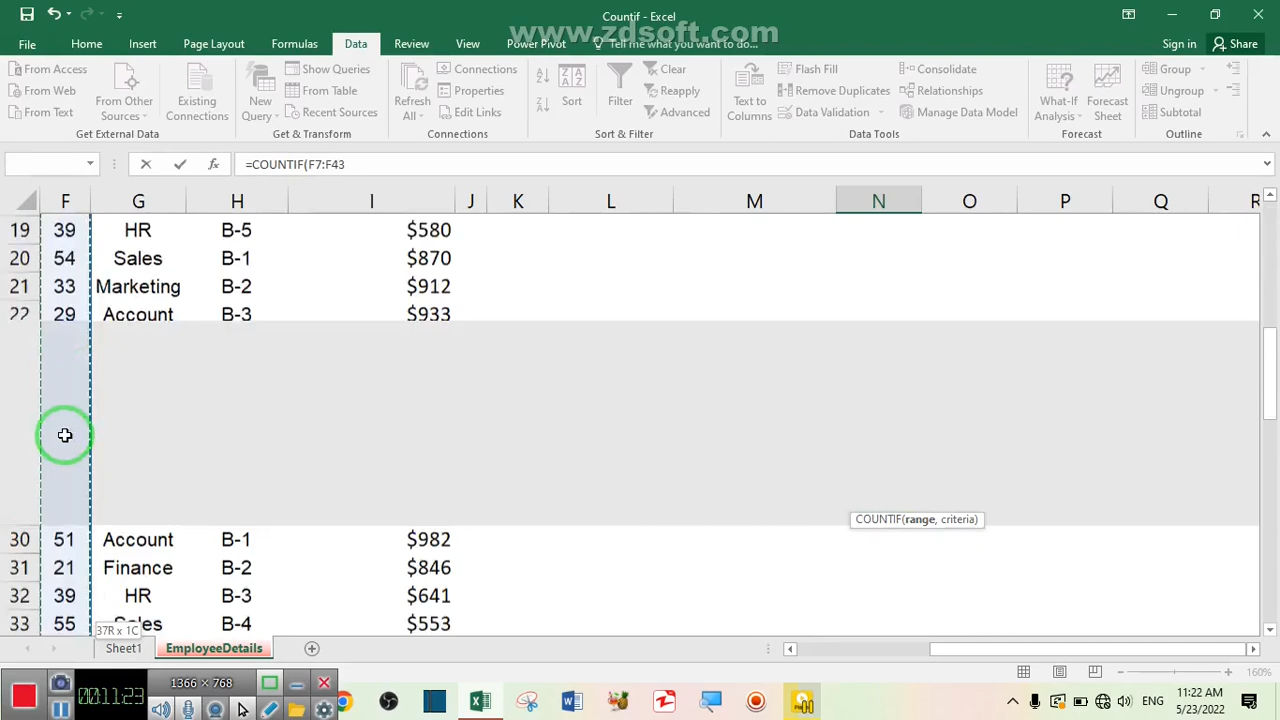 Countif - Excel
www.zdsoft.com
File Home Insert Page Layout Formulas Data Review View Power Pivot Tell me what you want to do... Sign in Share
From Access From Web From Text From Other Sources Existing Connections
Get External Data
New Query Show Queries From Table Recent Sources
Get & Transform
Refresh All Connections Properties Edit Links
Connections
Sort Filter Clear Reapply Advanced
Sort & Filter
Text to Columns Flash Fill Remove Duplicates Data Validation Consolidate Relationships Manage Data Model
Data Tools
What-If Analysis Forecast Sheet
Forecast
Group Ungroup Subtotal
Outline
fx =COUNTIF(F7:F43
F G H I J K L M N O P Q R
19 39 HR B-5 $580
20 54 Sales B-1 $870
21 33 Marketing B-2 $912
22 29 Account B-3 $933
COUNTIF(range, criteria)
30 51 Account B-1 $982
31 21 Finance B-2 $846
32 39 HR B-3 $641
33 55 Sales B-4 $553
37R x 1C
Sheet1 EmployeeDetails
160%
00:11:23 1366 × 768
ENG 11:22 AM
5/23/2022